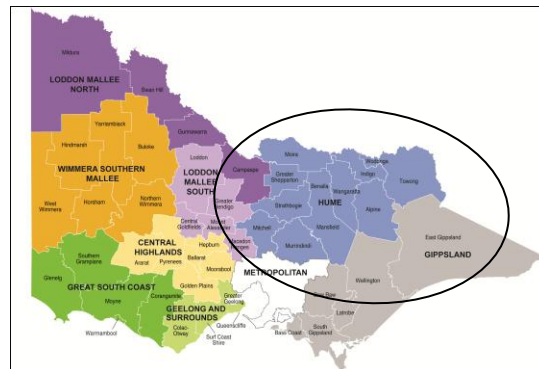 Mildura
LODDON MALLEE
NORTH
Swan Hill
Yarriambiack
Gannawarra
Hindmarsh
Buloke
WIMMERA SOUTHERN
MALLEE
West
Wimmera
Horsham
Northern
Wimmera
Loddon
LODDON
MALLEE
SOUTH
Campaspe
Greater
Bendigo
Central
Goldfields
Mount
Alexander
Macedon
Ranges
Moira
Greater
Shepparton
Wodonga
Indigo
Towong
Benalla
Wangaratta
Strathbogie
HUME
Alpine
Mitchell
Mansfield
Murrindindi
CENTRAL
HIGHLANDS
Hepburn
Ararat
Pyrenees
Ballarat
Moorabool
Golden Plains
METROPOLITAN
East Gippsland
GIPPSLAND
Wellington
Baw Baw
Latrobe
Bass Coast
South
Gippsland
Southern
Grampians
Glenelg
GREAT SOUTH COAST
Moyne
Corangamite
Warrnambool
Greater
Geelong
GEELONG AND
SURROUNDS
Colac-
Otway
Queenscliffe
Surf Coast
Shire